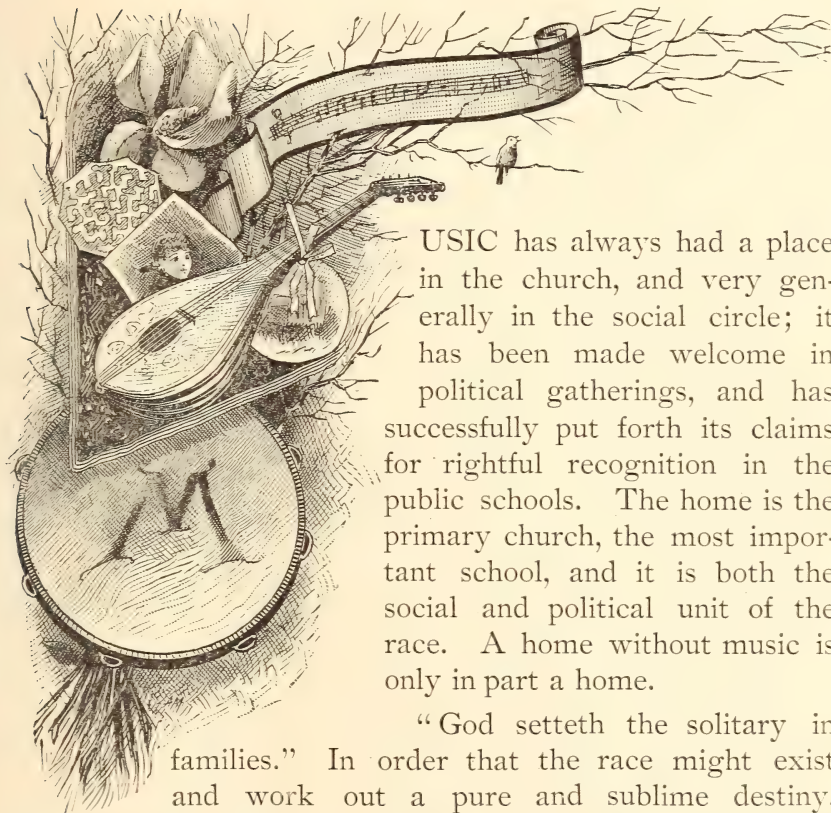 M
USIC has always had a place
in the church, and very gen-
erally in the social circle; it
has been made welcome in
political gatherings, and has
successfully put forth its claims
for rightful recognition in the
public schools. The home is the
primary church, the most impor-
tant school, and it is both the
social and political unit of the
race. A home without music is
only in part a home.
“God setteth the solitary in
families.” In order that the race might exist
and work out a pure and sublime destiny,